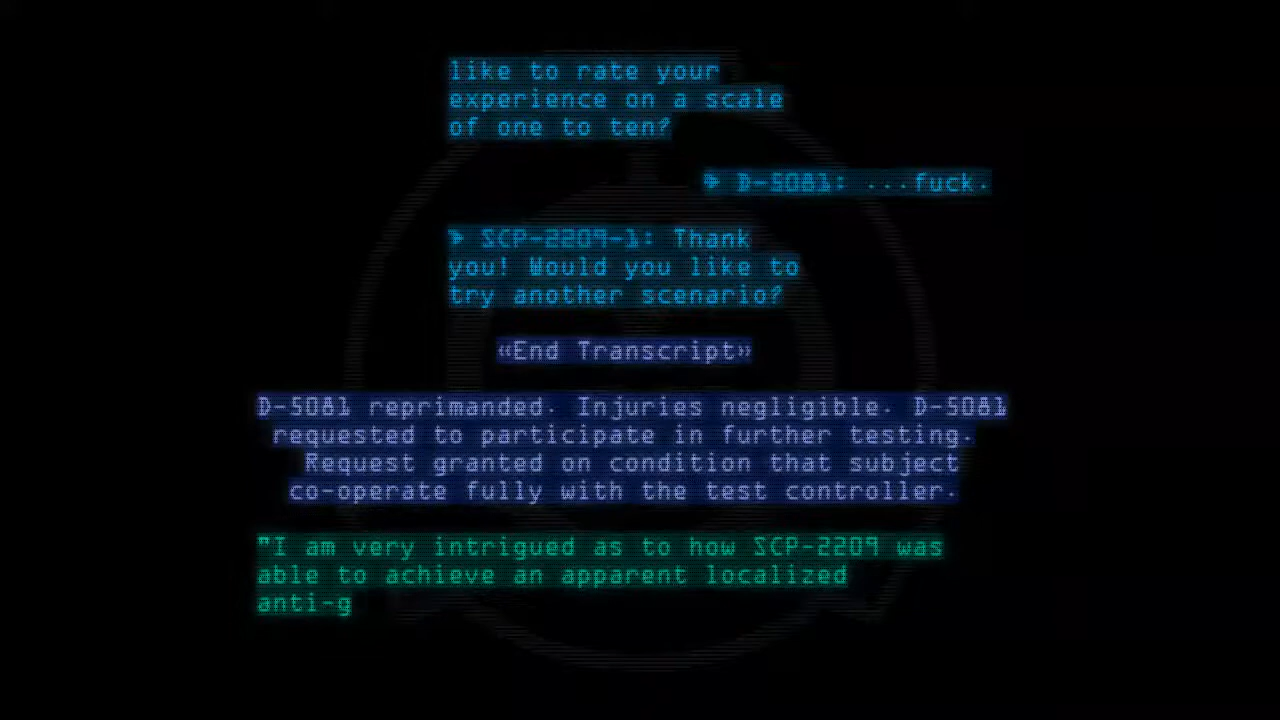 like to rate your
experience on a scale
of one to ten?
> D-5081: ...fuck.
> SCP-2209-1: Thank
you! Would you like to
try another scenario?
«End Transcript»
D-5081 reprimanded. Injuries negligible. D-5081
requested to participate in further testing.
Request granted on condition that subject
co-operate fully with the test controller.
"I am very intrigued as to how SCP-2209 was
able to achieve an apparent localized
anti-g